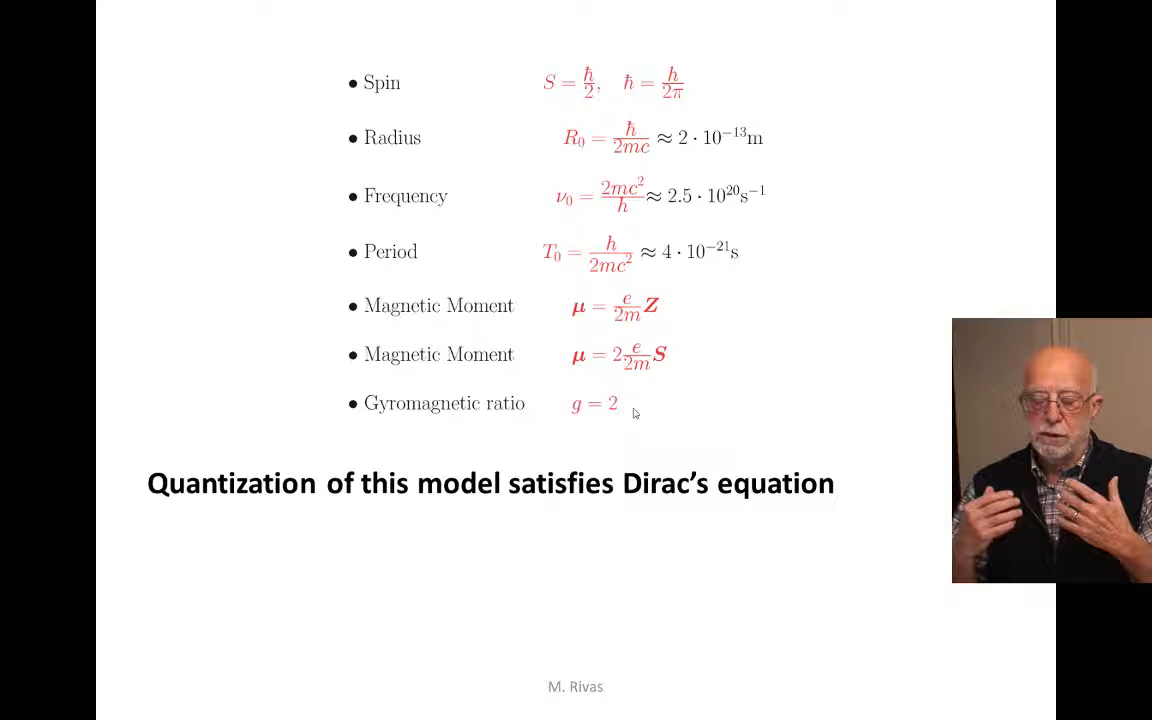 • Spin S = ħ/2, ħ = h/2π
• Radius R₀ = ħ/2mc ≈ 2 · 10⁻¹³m
• Frequency ν₀ = 2mc²/h ≈ 2.5 · 10²⁰s⁻¹
• Period T₀ = h/2mc² ≈ 4 · 10⁻²¹s
• Magnetic Moment μ = e/2m Z
• Magnetic Moment μ = 2 e/2m S
• Gyromagnetic ratio g = 2
Quantization of this model satisfies Dirac’s equation
M. Rivas